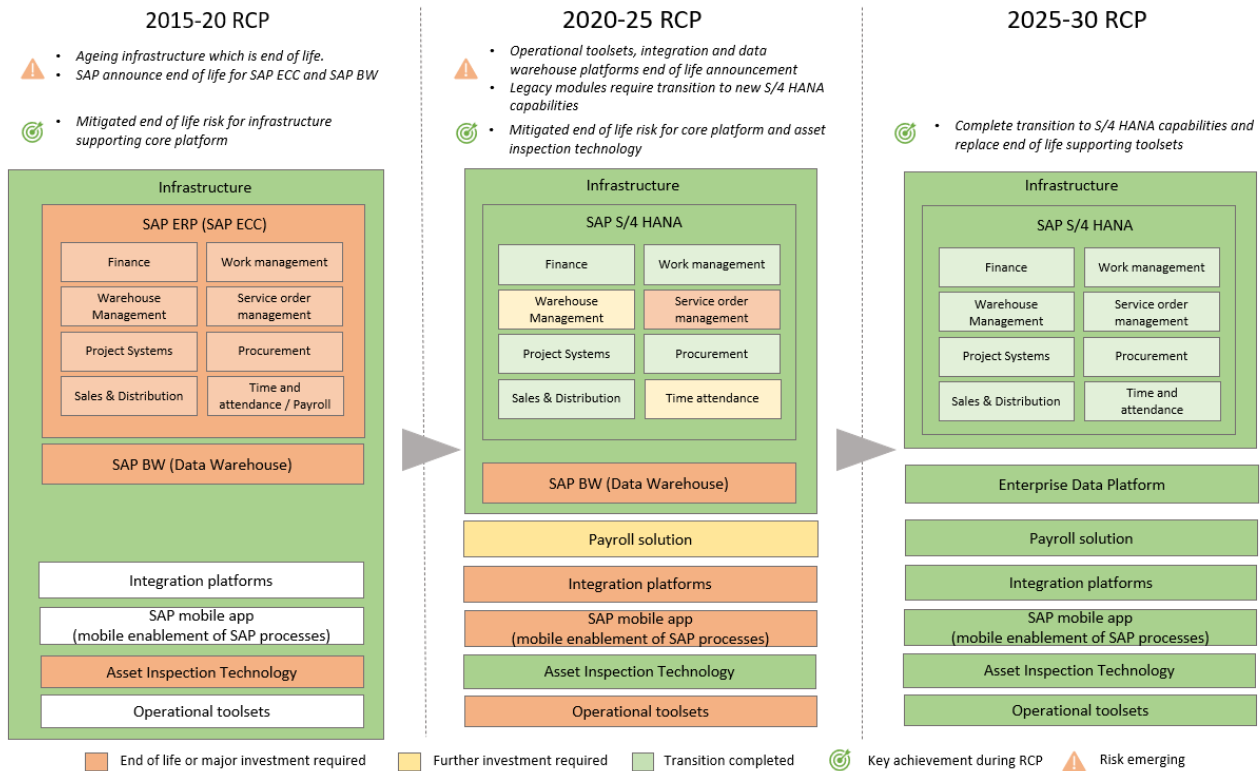 2015-20 RCP
• Ageing infrastructure which is end of life.
• SAP announce end of life for SAP ECC and SAP BW
• Mitigated end of life risk for infrastructure
supporting core platform
Infrastructure
SAP ERP (SAP ECC)
Finance
Work management
Warehouse
Management
Service order
management
Project Systems
Procurement
Sales & Distribution
Time and
attendance / Payroll
SAP BW (Data Warehouse)
Integration platforms
SAP mobile app
(mobile enablement of SAP processes)
Asset Inspection Technology
Operational toolsets
2020-25 RCP
• Operational toolsets, integration and data
warehouse platforms end of life announcement
• Legacy modules require transition to new S/4 HANA
capabilities
• Mitigated end of life risk for core platform and asset
inspection technology
Infrastructure
SAP S/4 HANA
Finance
Work management
Warehouse
Management
Service order
management
Project Systems
Procurement
Sales & Distribution
Time attendance
SAP BW (Data Warehouse)
Payroll solution
Integration platforms
SAP mobile app
(mobile enablement of SAP processes)
Asset Inspection Technology
Operational toolsets
2025-30 RCP
• Complete transition to S/4 HANA capabilities and
replace end of life supporting toolsets
Infrastructure
SAP S/4 HANA
Finance
Work management
Warehouse
Management
Service order
management
Project Systems
Procurement
Sales & Distribution
Time and
attendance
Enterprise Data Platform
Payroll solution
Integration platforms
SAP mobile app
(mobile enablement of SAP processes)
Asset Inspection Technology
Operational toolsets
End of life or major investment required
Further investment required
Transition completed
Key achievement during RCP
Risk emerging